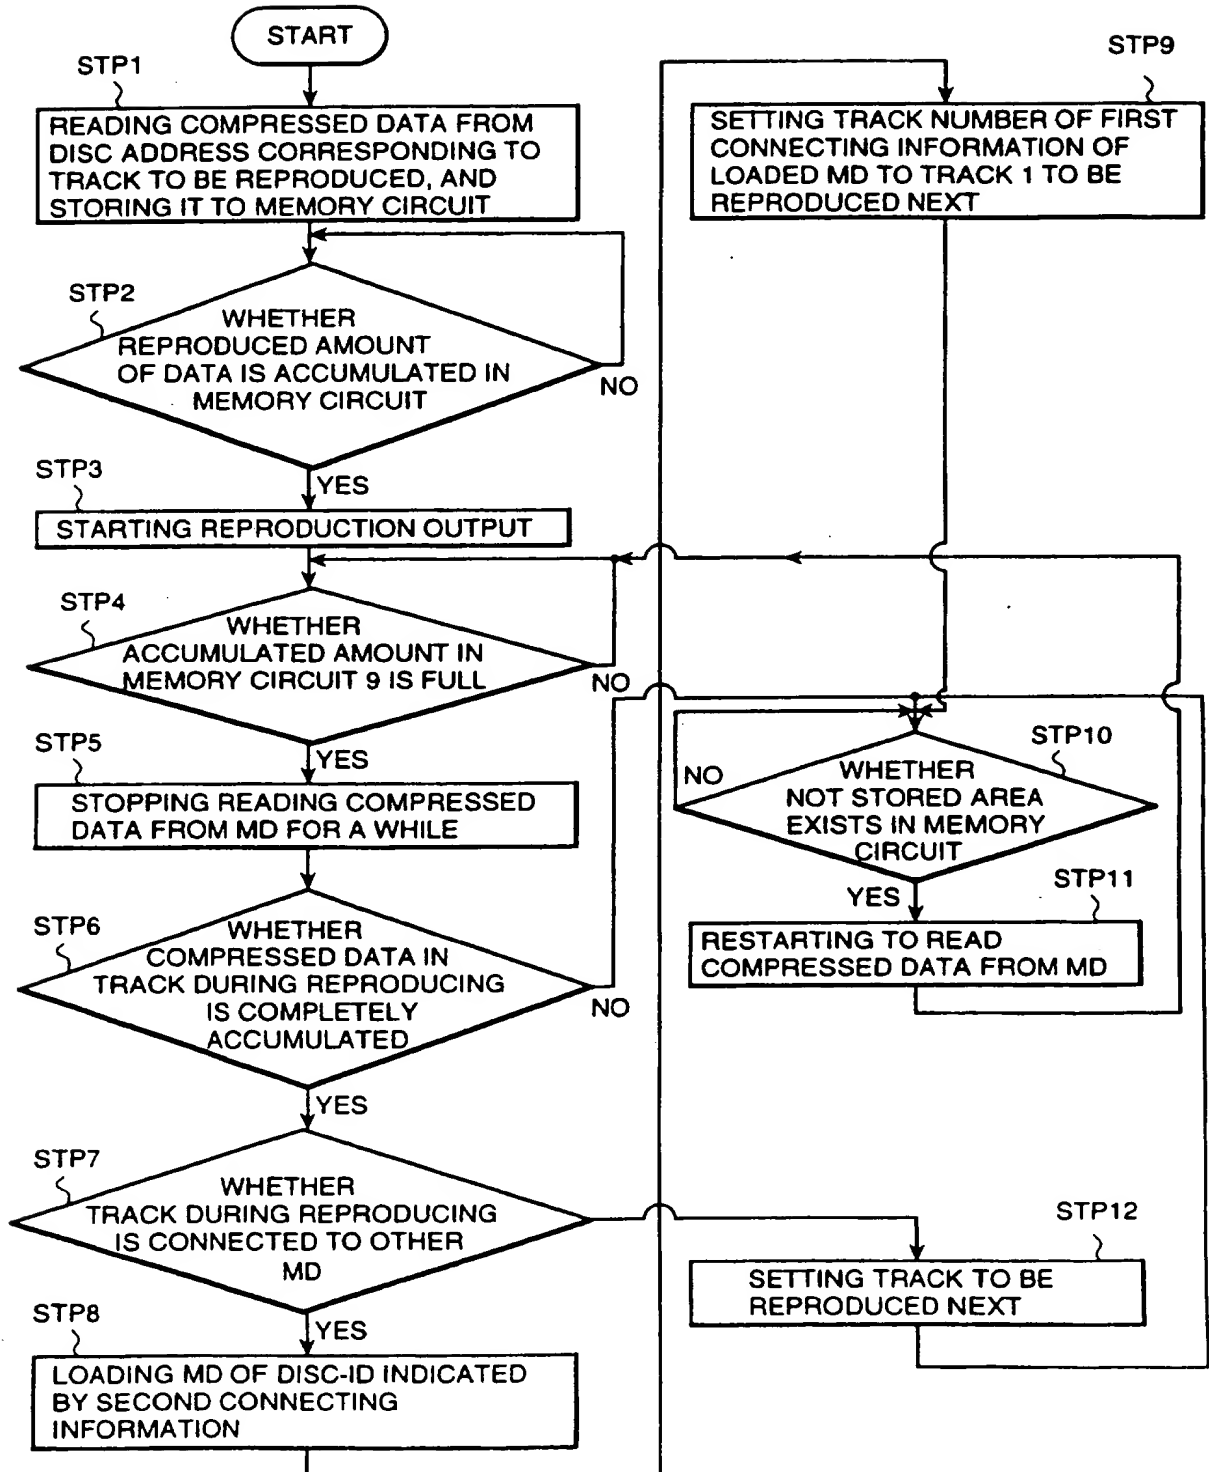 START
STP1
READING COMPRESSED DATA FROM
DISC ADDRESS CORRESPONDING TO
TRACK TO BE REPRODUCED, AND
STORING IT TO MEMORY CIRCUIT
STP2
WHETHER
REPRODUCED AMOUNT
OF DATA IS ACCUMULATED IN
MEMORY CIRCUIT
NO
YES
STP3
STARTING REPRODUCTION OUTPUT
STP4
WHETHER
ACCUMULATED AMOUNT IN
MEMORY CIRCUIT 9 IS FULL
NO
YES
STP5
STOPPING READING COMPRESSED
DATA FROM MD FOR A WHILE
STP6
WHETHER
COMPRESSED DATA IN
TRACK DURING REPRODUCING
IS COMPLETELY
ACCUMULATED
NO
YES
STP7
WHETHER
TRACK DURING REPRODUCING
IS CONNECTED TO OTHER
MD
YES
STP8
LOADING MD OF DISC-ID INDICATED
BY SECOND CONNECTING
INFORMATION
STP9
SETTING TRACK NUMBER OF FIRST
CONNECTING INFORMATION OF
LOADED MD TO TRACK 1 TO BE
REPRODUCED NEXT
STP10
NO
WHETHER
NOT STORED AREA
EXISTS IN MEMORY
CIRCUIT
YES
STP11
RESTARTING TO READ
COMPRESSED DATA FROM MD
STP12
SETTING TRACK TO BE
REPRODUCED NEXT